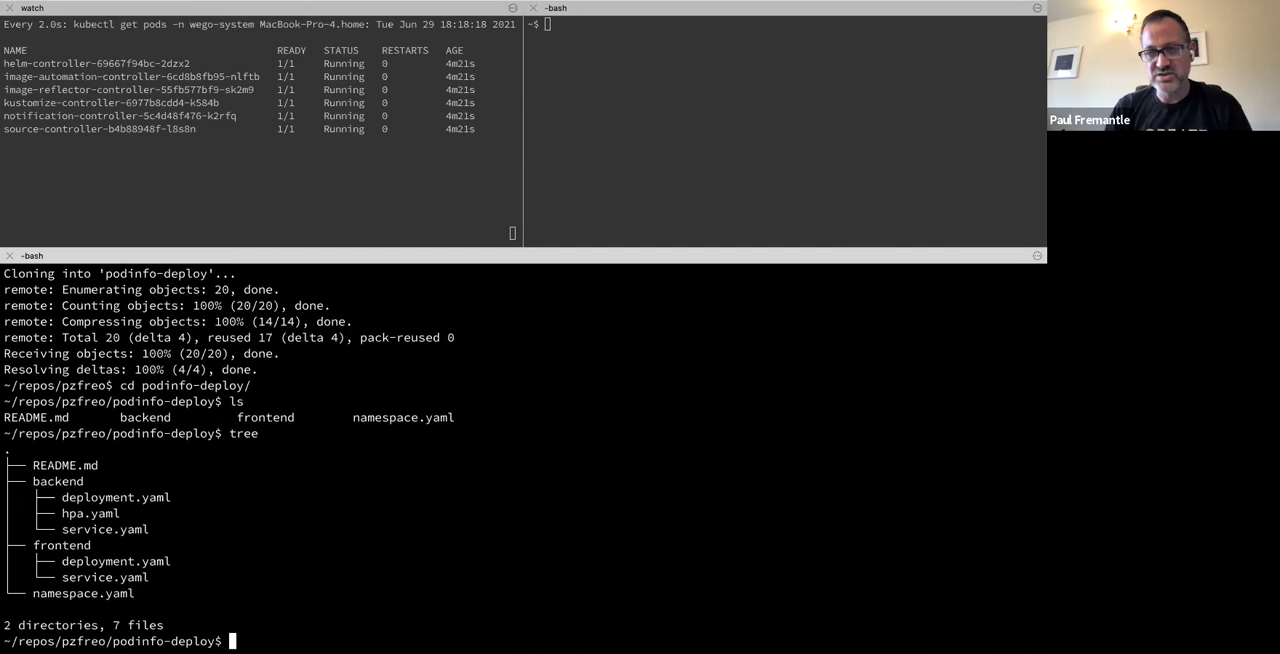 watch
Every 2.0s: kubectl get pods -n wego-system MacBook-Pro-4.home: Tue Jun 29 18:18:18 2021
NAME READY STATUS RESTARTS AGE
helm-controller-69667f94bc-2dzx2 1/1 Running 0 4m21s
image-automation-controller-6cd8b8fb95-nlftb 1/1 Running 0 4m21s
image-reflector-controller-55fb577bf9-sk2m9 1/1 Running 0 4m21s
kustomize-controller-6977b8cdd4-k584b 1/1 Running 0 4m21s
notification-controller-5c4d48f476-k2rfq 1/1 Running 0 4m21s
source-controller-b4b88948f-l8s8n 1/1 Running 0 4m21s
-bash
~$
Paul Fremantle
CREATE
-bash
Cloning into 'podinfo-deploy'...
remote: Enumerating objects: 20, done.
remote: Counting objects: 100% (20/20), done.
remote: Compressing objects: 100% (14/14), done.
remote: Total 20 (delta 4), reused 17 (delta 4), pack-reused 0
Receiving objects: 100% (20/20), done.
Resolving deltas: 100% (4/4), done.
~/repos/pzfreo$ cd podinfo-deploy/
~/repos/pzfreo/podinfo-deploy$ ls
README.md backend frontend namespace.yaml
~/repos/pzfreo/podinfo-deploy$ tree
.
├── README.md
├── backend
│   ├── deployment.yaml
│   ├── hpa.yaml
│   └── service.yaml
├── frontend
│   ├── deployment.yaml
│   └── service.yaml
└── namespace.yaml
2 directories, 7 files
~/repos/pzfreo/podinfo-deploy$